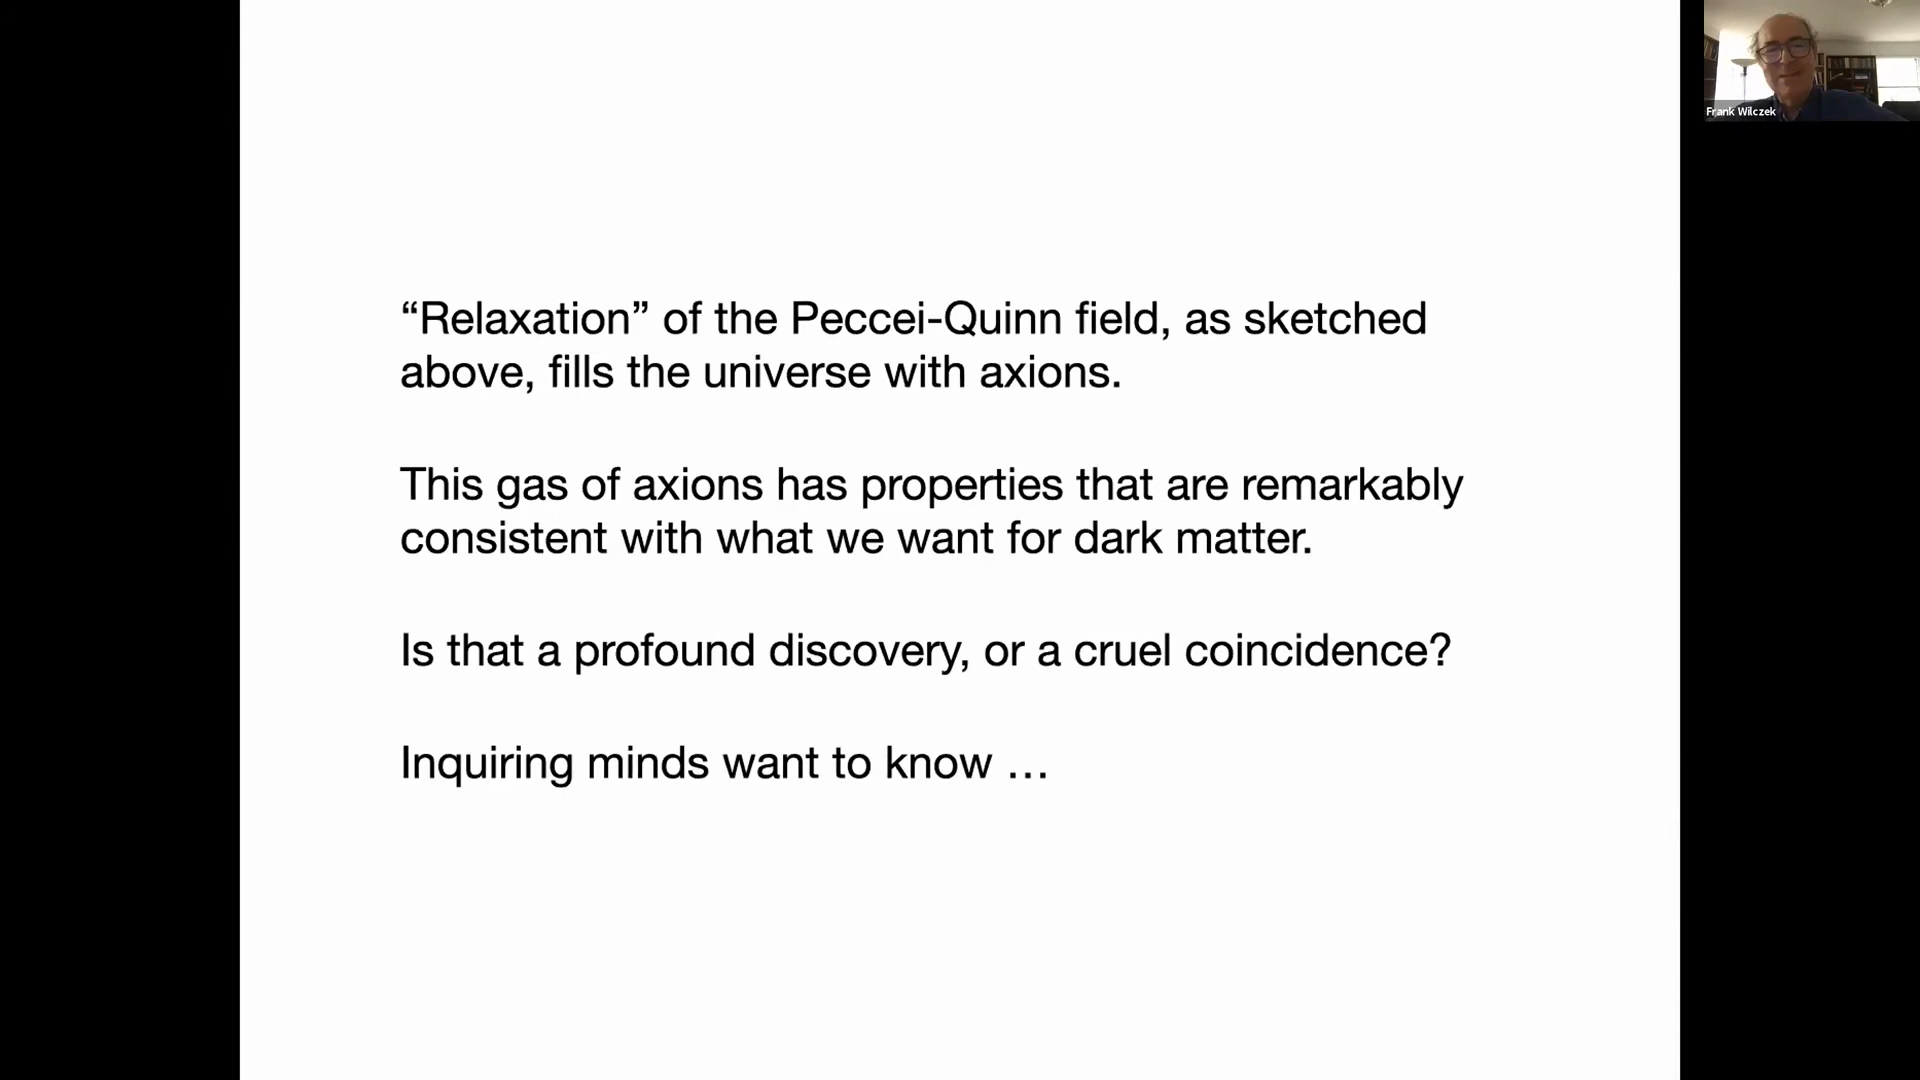 Frank Wilczek
“Relaxation” of the Peccei-Quinn field, as sketched
above, fills the universe with axions.
This gas of axions has properties that are remarkably
consistent with what we want for dark matter.
Is that a profound discovery, or a cruel coincidence?
Inquiring minds want to know …